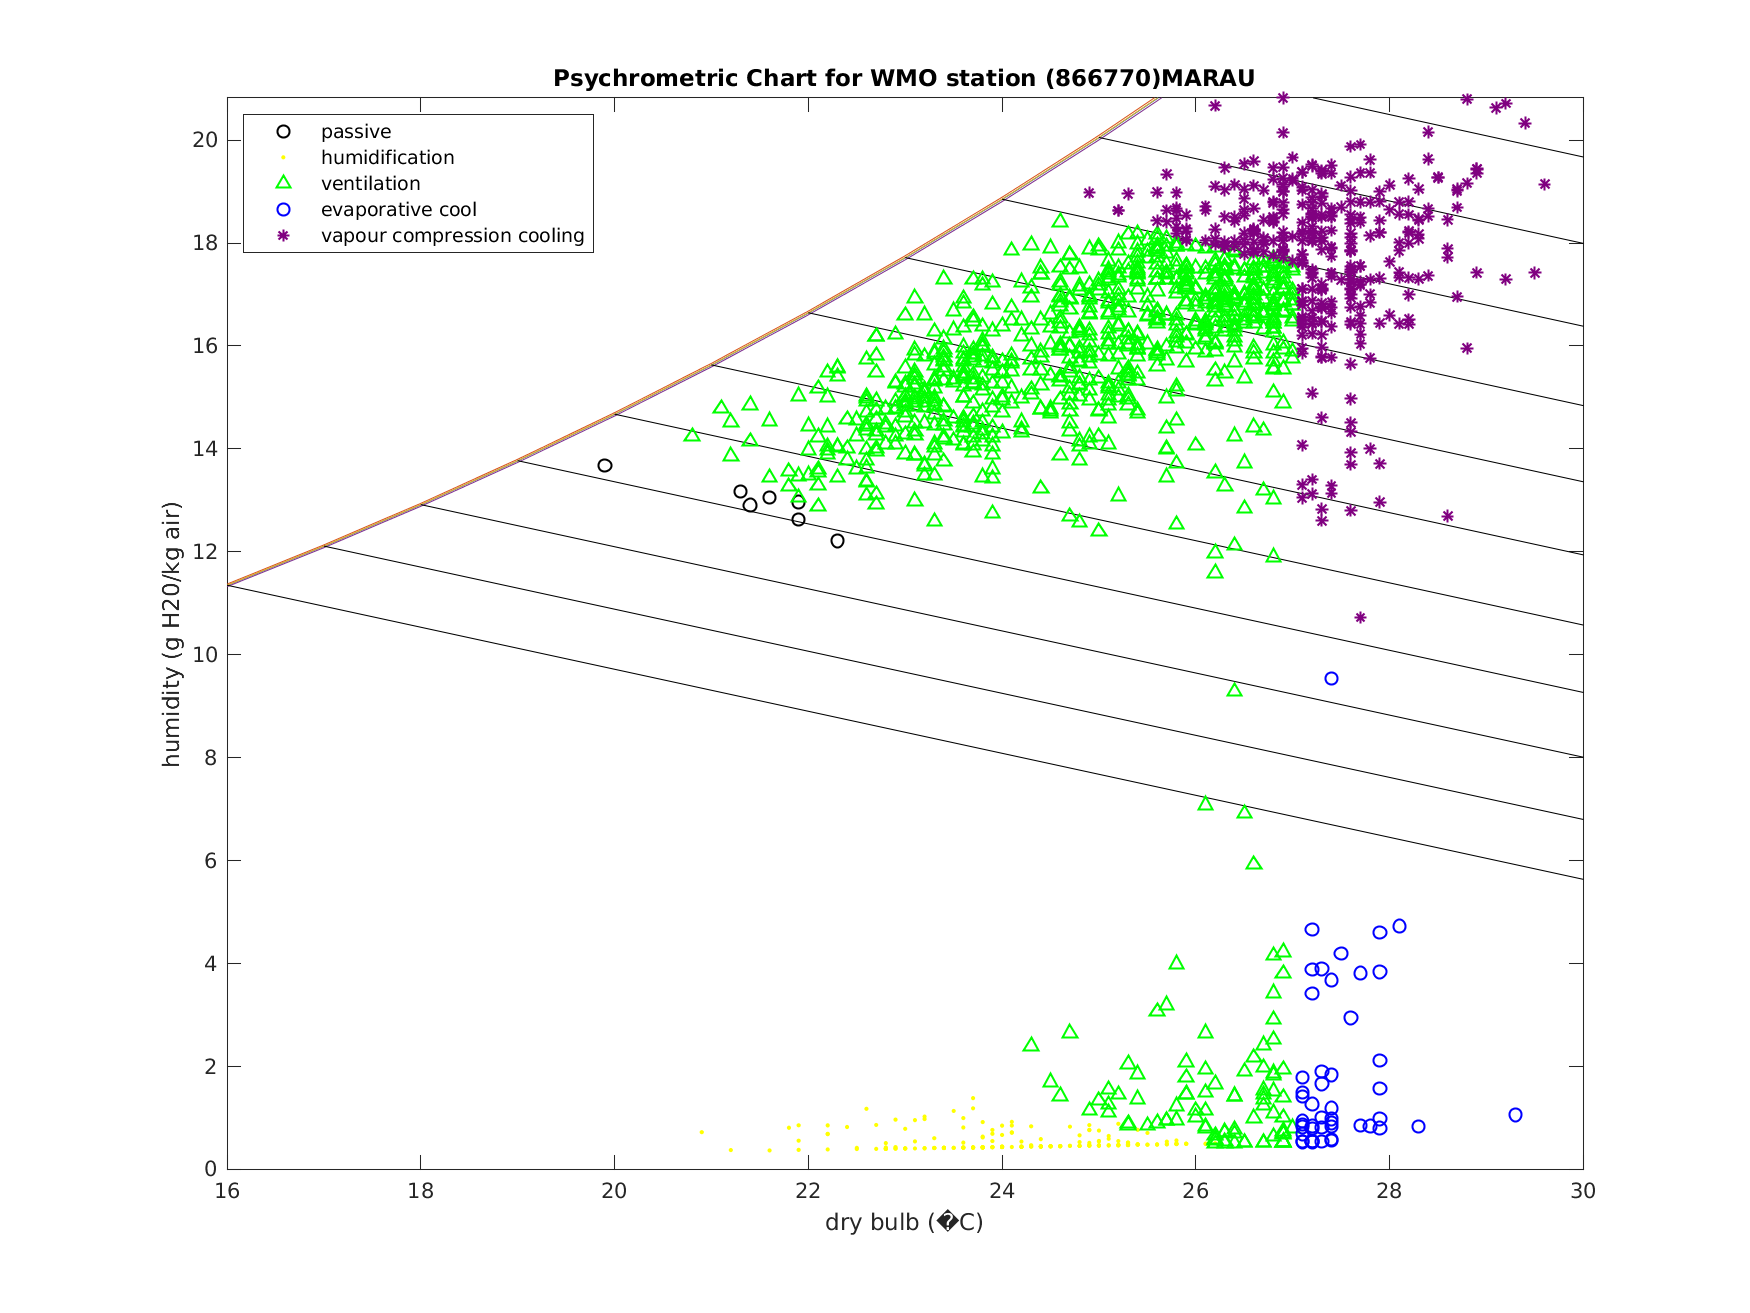 Psychrometric Chart for WMO station (866770)MARAU
passive
humidification
ventilation
evaporative cool
vapour compression cooling
humidity (g H20/kg air)
20
18
16
14
12
10
8
6
4
2
0
16 18 20 22 24 26 28 30
dry bulb (�C)